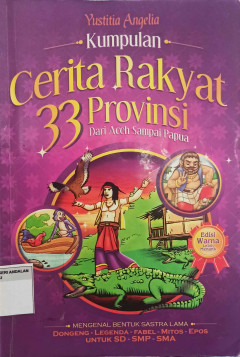 Yustitia Angelia
Kumpulan
Cerita Rakyat
33 Provinsi
Dari Aceh Sampai Papua
Edisi
Warna
MENGENAL BENTUK SASTRA LAMA
DONGENG - LEGENDA - FABEL - MITOS - EPOS
UNTUK SD - SMP - SMA